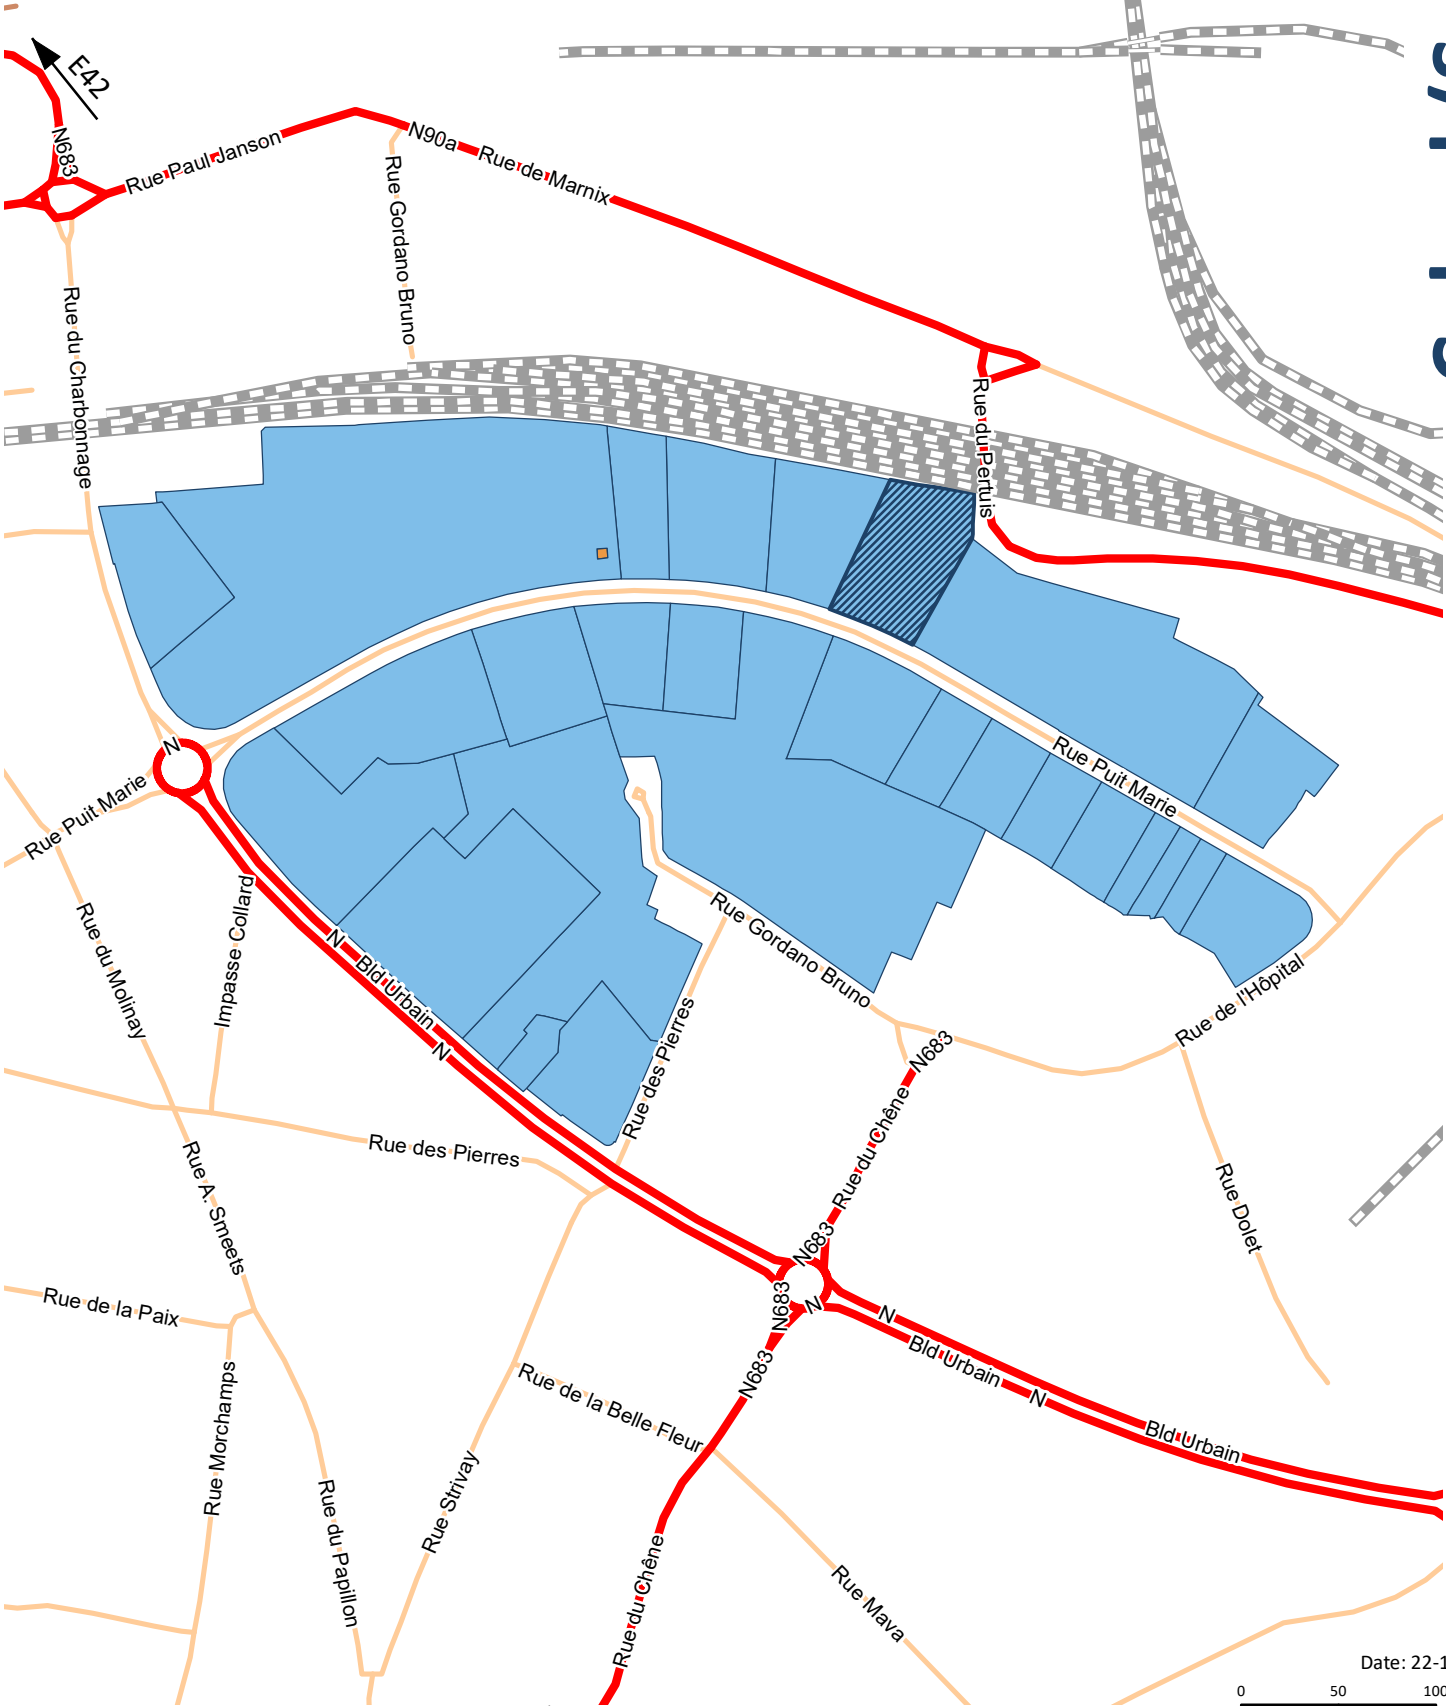 E42
N683
Rue Paul Janson
N90a
Rue de Marnix
Rue Gordano Bruno
Rue du Charbonnage
Rue du Pertuis
N
Rue Puit Marie
Rue Puit Marie
Impasse Collard
Rue du Molinay
N
Bld Urbain
N
Rue Gordano Bruno
Rue de l'Hôpital
Rue des Pierres
N683
Rue du Chêne
Rue des Pierres
Rue A. Smeets
Rue Dolet
N683
N683
N
Rue de la Paix
N
Bld Urbain
N
N683
Rue de la Belle Fleur
Rue Morchamps
Bld Urbain
Rue Strivay
Rue du Papillon
Rue du Chêne
Rue Mava
Date: 22-1
0 50 100